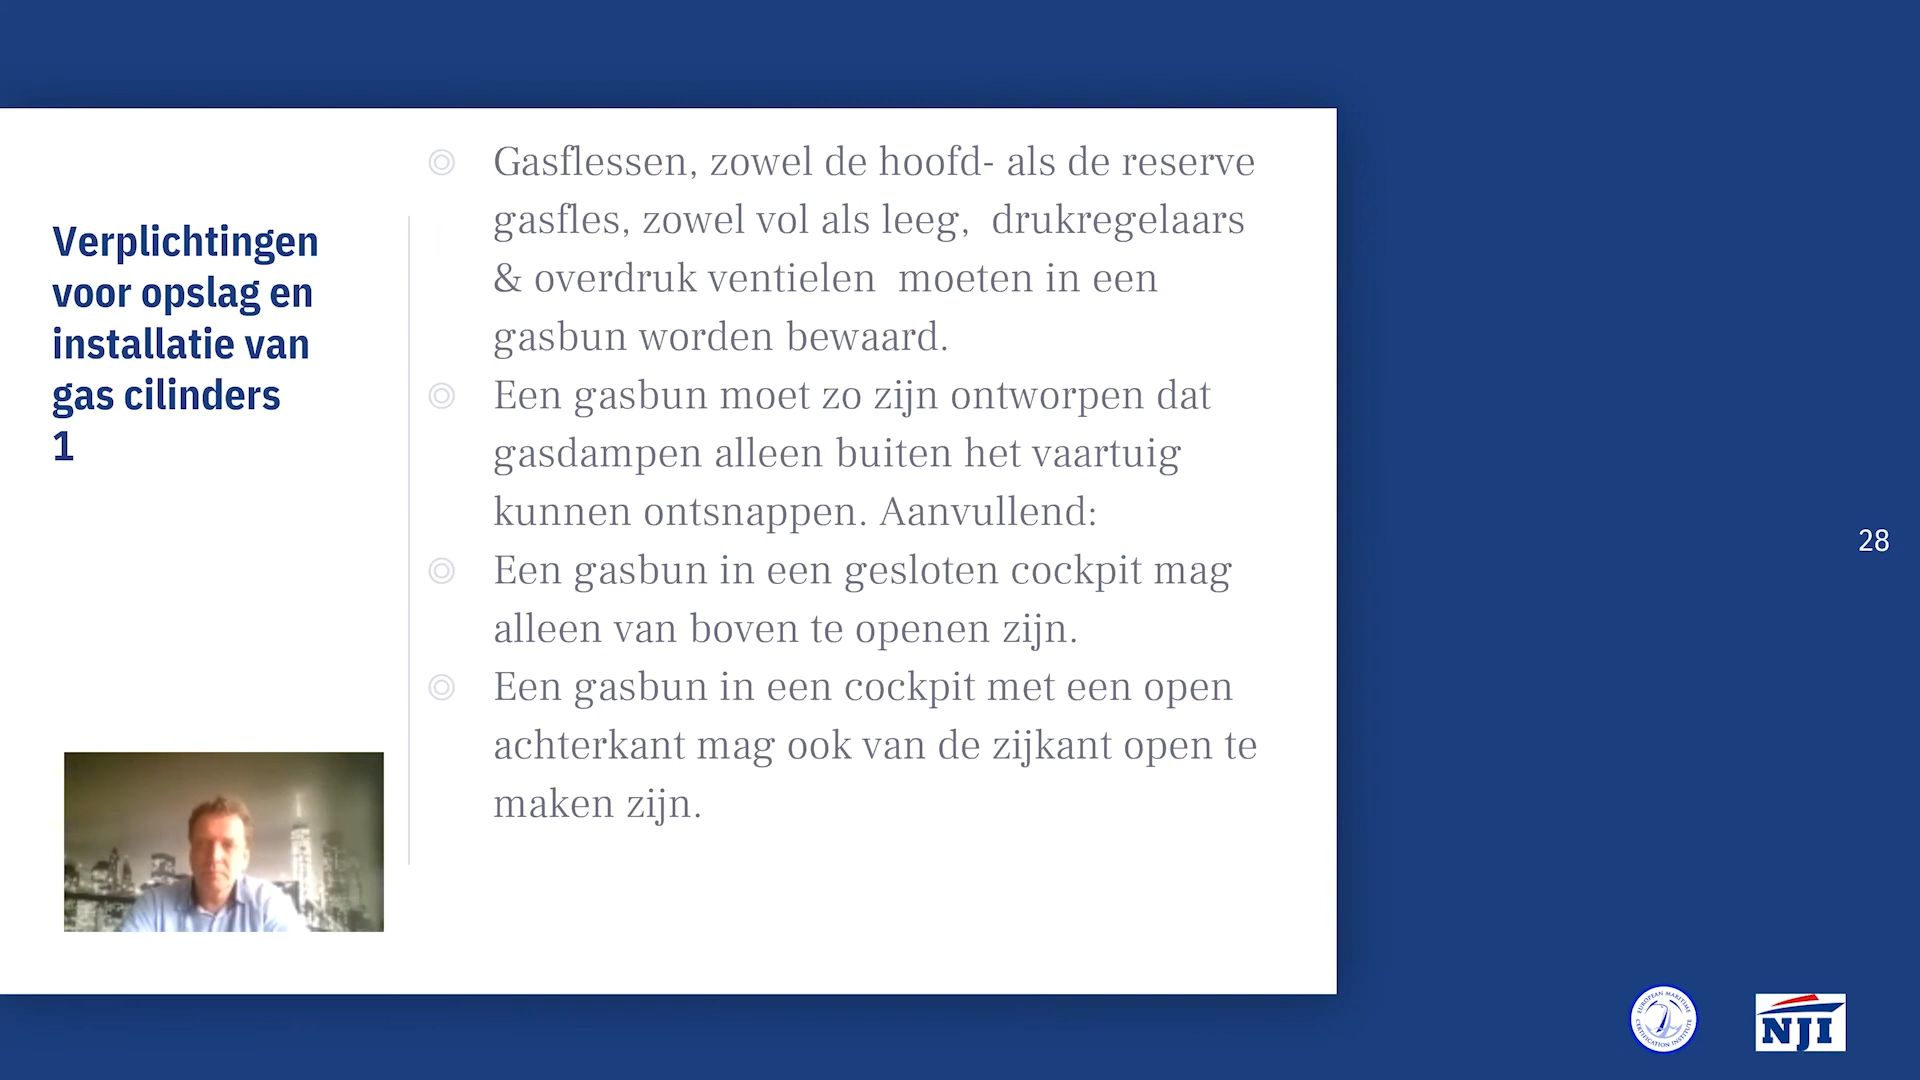 Verplichtingen
voor opslag en
installatie van
gas cilinders
1
Gasflessen, zowel de hoofd- als de reserve
gasfles, zowel vol als leeg,  drukregelaars
& overdruk ventielen  moeten in een
gasbun worden bewaard.
Een gasbun moet zo zijn ontworpen dat
gasdampen alleen buiten het vaartuig
kunnen ontsnappen. Aanvullend:
Een gasbun in een gesloten cockpit mag
alleen van boven te openen zijn.
Een gasbun in een cockpit met een open
achterkant mag ook van de zijkant open te
maken zijn.
28
EUROPEAN MARITIME
CERTIFICATION INSTITUTE
NJI